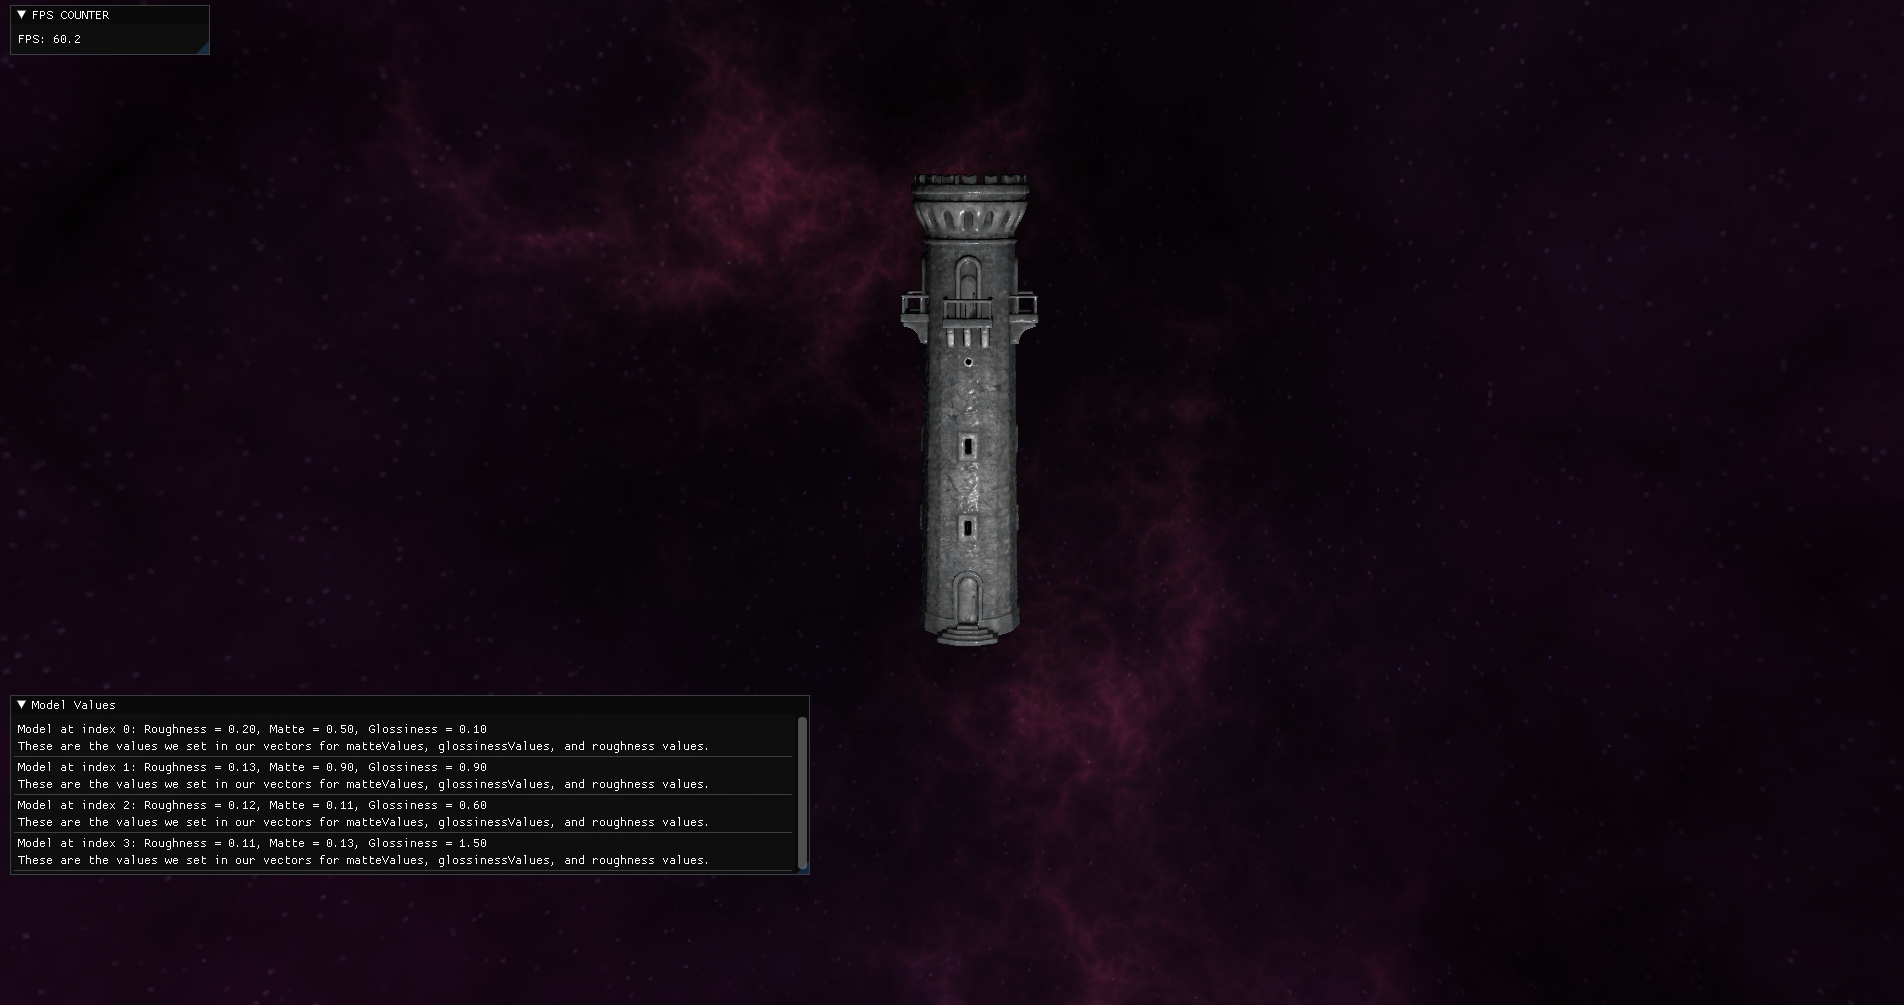 FPS COUNTER
FPS: 60.2
Model Values
Model at index 0: Roughness = 0.20, Matte = 0.50, Glossiness = 0.10
These are the values we set in our vectors for matteValues, glossinessValues, and roughness values.
Model at index 1: Roughness = 0.13, Matte = 0.90, Glossiness = 0.90
These are the values we set in our vectors for matteValues, glossinessValues, and roughness values.
Model at index 2: Roughness = 0.12, Matte = 0.11, Glossiness = 0.60
These are the values we set in our vectors for matteValues, glossinessValues, and roughness values.
Model at index 3: Roughness = 0.11, Matte = 0.13, Glossiness = 1.50
These are the values we set in our vectors for matteValues, glossinessValues, and roughness values.